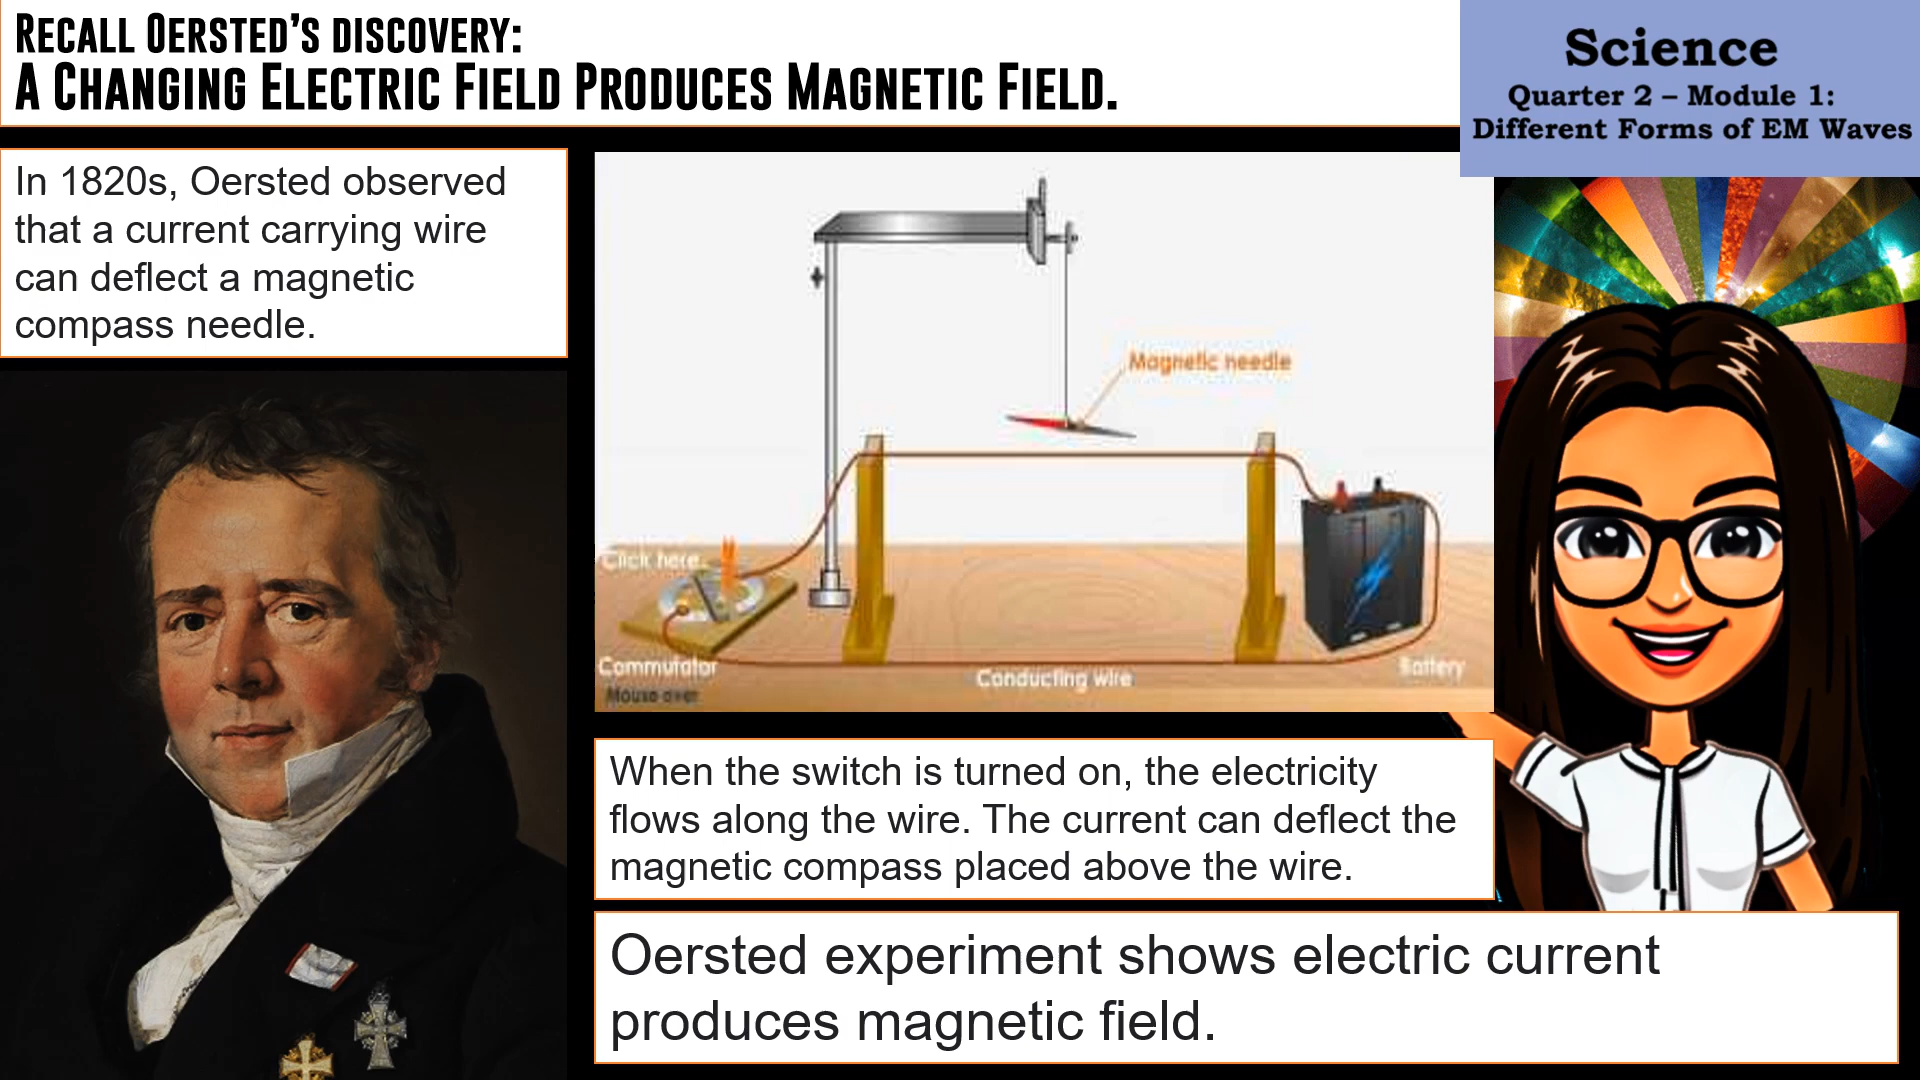 Recall Oersted's discovery:
A Changing Electric Field Produces Magnetic Field.
Science
Quarter 2 – Module 1:
Different Forms of EM Waves
In 1820s, Oersted observed
that a current carrying wire
can deflect a magnetic
compass needle.
Magnetic needle
Click here..
Commutator
Mouse over
Conducting wire
Battery
When the switch is turned on, the electricity
flows along the wire. The current can deflect the
magnetic compass placed above the wire.
Oersted experiment shows electric current
produces magnetic field.